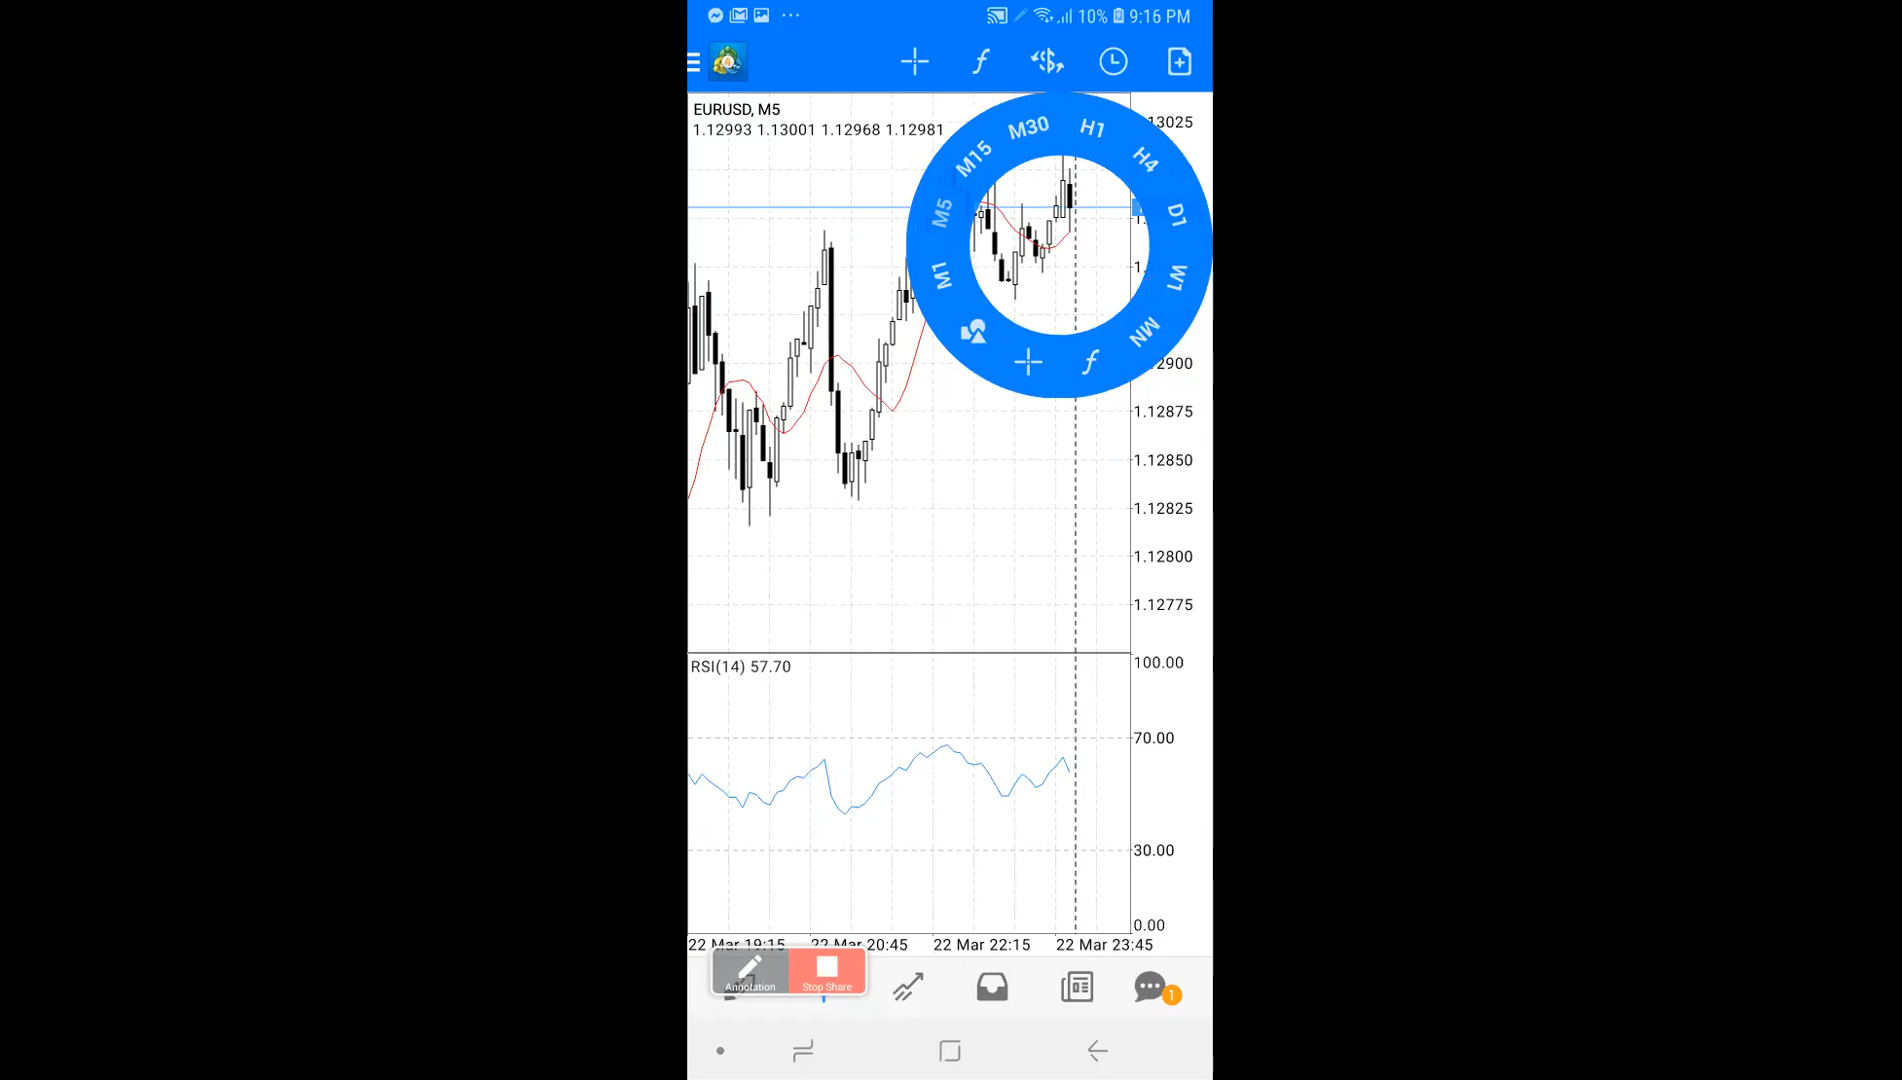 10% 9:16 PM
EURUSD, M5
1.12993 1.13001 1.12968 1.12981
M1
M5
M15
M30
H1
H4
D1
W1
MN
1.12875
1.12850
1.12825
1.12800
1.12775
RSI(14) 57.70
100.00
70.00
30.00
0.00
22 Mar 19:15 22 Mar 20:45 22 Mar 22:15 22 Mar 23:45
Annotation
Stop Share
1